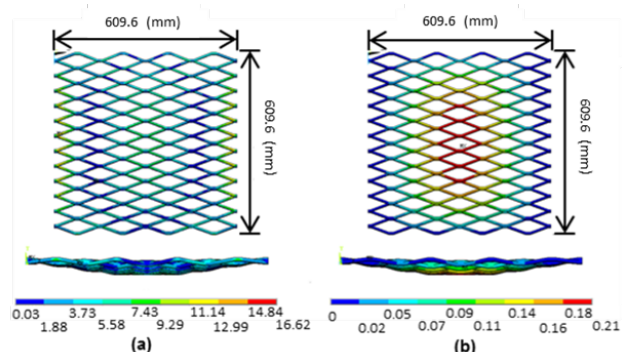 609.6 (mm)
609.6 (mm)
609.6 (mm)
609.6 (mm)
0.03 3.73 7.43 11.14 14.84
1.88 5.58 9.29 12.99 16.62
(a)
0 0.05 0.09 0.14 0.18
0.02 0.07 0.11 0.16 0.21
(b)